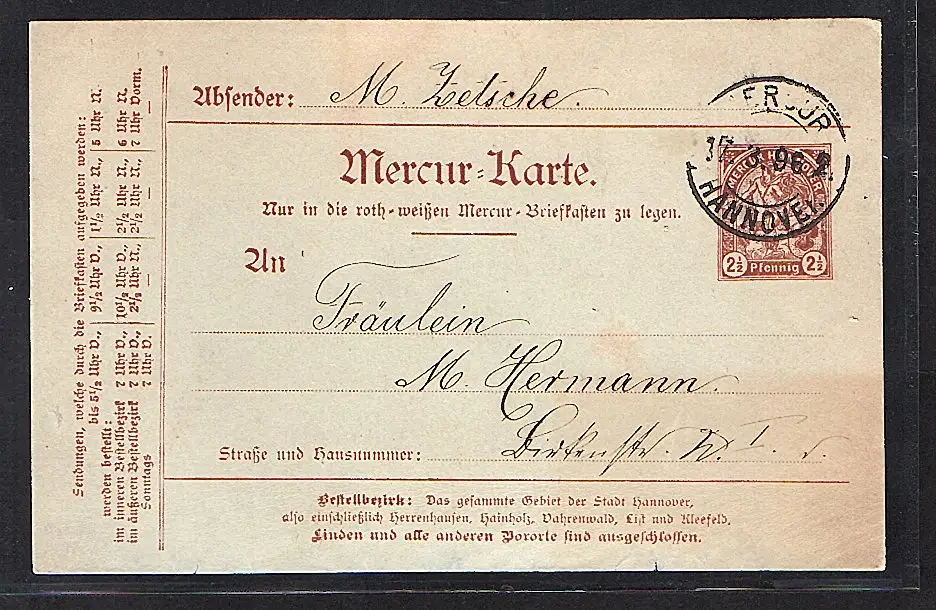 Absender: M. Zetsche.
Mercur-Karte.
Nur in die roth-weißen Mercur-Briefkasten zu legen.
HANNOVER
2½ Pfennig 2½
An
Fräulein
M. Hermann.
Straße und Hausnummer: Birkenstr.
Bestellbezirk: Das gesammte Gebiet der Stadt Hannover,
also einschließlich Herrenhausen, Hainholz, Vahrenwald, List und Kleefeld.
Linden und alle anderen Vororte sind ausgeschlossen.
Sendungen, welche durch die Briefkasten aufgegeben werden:
bis 5½ Uhr V., 9½ Uhr V., 1½ Uhr N., 5 Uhr N.
werden bestellt:
im inneren Bestellbezirk 7 Uhr V., 10½ Uhr V., 2½ Uhr N., 6 Uhr N.
im äußeren Bestellbezirk 7 Uhr V., 2½ Uhr N., 2½ Uhr N., 7 Uhr Vorm.
Sonntags 7 Uhr V. — — —